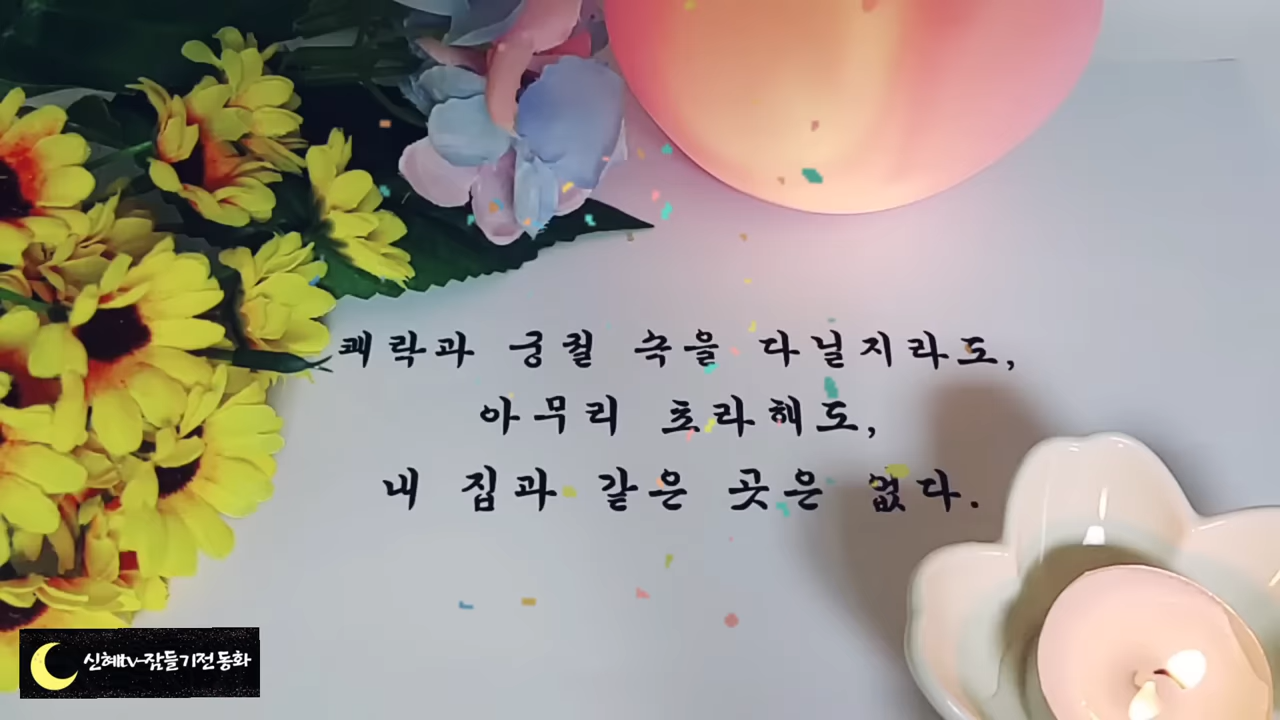 쾌락과 궁궐 속을 다닐지라도,
아무리 초라해도,
내 집과 같은 곳은 없다.
신혜tv-잠들기전 동화